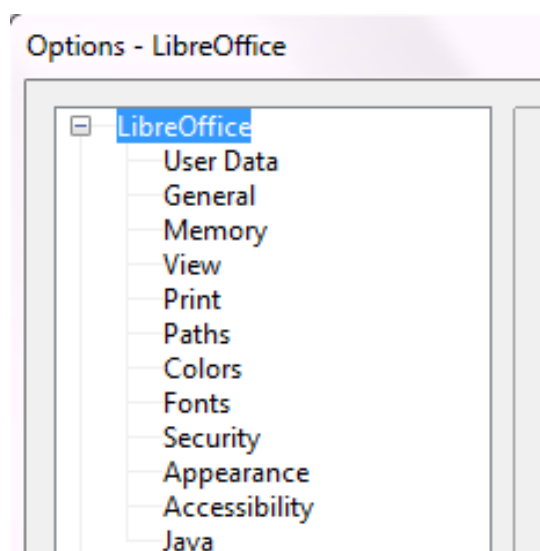 Options - LibreOffice
LibreOffice
User Data
General
Memory
View
Print
Paths
Colors
Fonts
Security
Appearance
Accessibility
Java